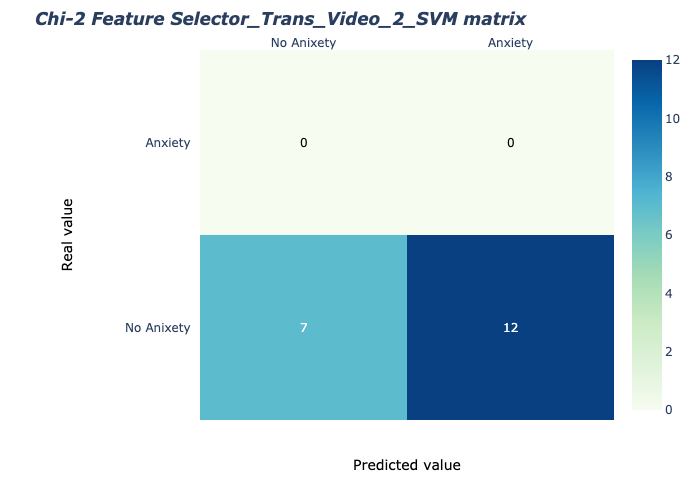 Chi-2 Feature Selector_Trans_Video_2_SVM matrix
No Anixety
Anxiety
12
10
8
6
4
2
0
Anxiety
0
0
Real value
No Anixety
7
12
Predicted value